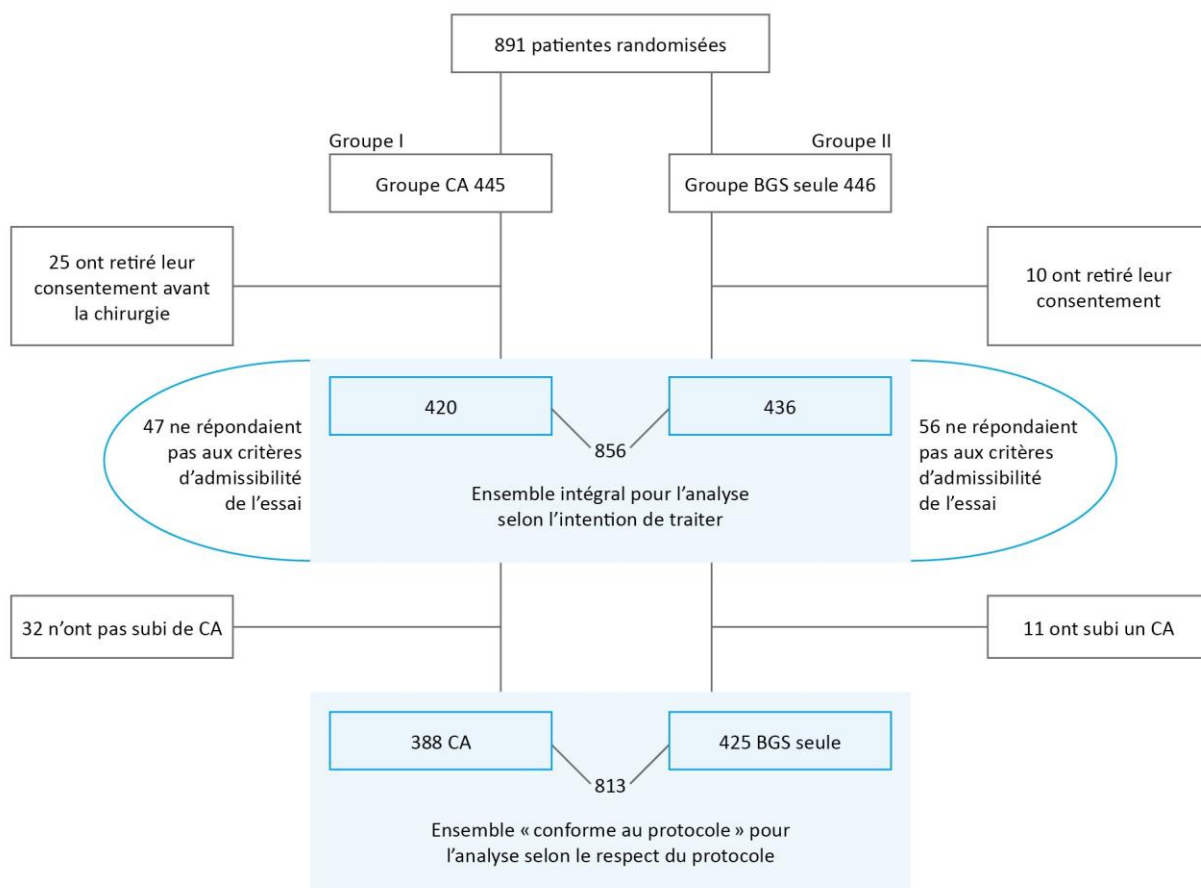 891 patientes randomisées
Groupe I
Groupe II
Groupe CA 445
Groupe BGS seule 446
25 ont retiré leur
consentement avant
la chirurgie
10 ont retiré leur
consentement
420
436
856
47 ne répondaient
pas aux critères
d’admissibilité
de l’essai
56 ne répondaient
pas aux critères
d’admissibilité
de l’essai
Ensemble intégral pour l’analyse
selon l’intention de traiter
32 n’ont pas subi de CA
11 ont subi un CA
388 CA
425 BGS seule
813
Ensemble « conforme au protocole » pour
l’analyse selon le respect du protocole